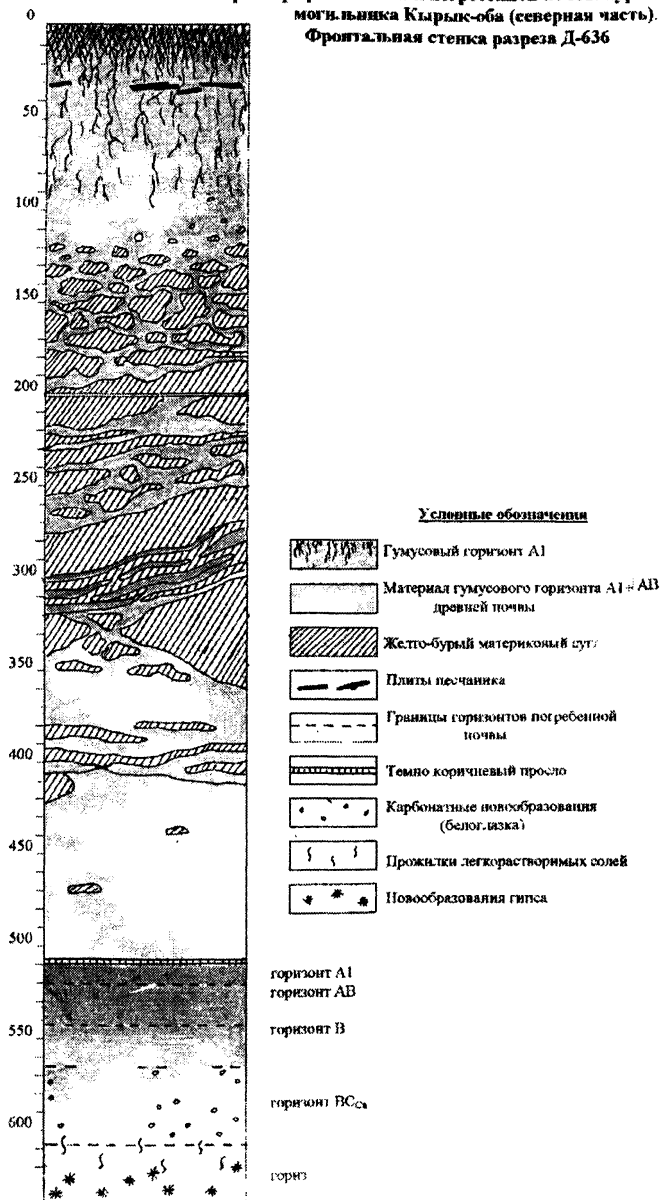 могильника Кырык-оба (северная часть).
Фронтальная стенка разреза Д-636
0
50
100
150
200
250
300
350
400
450
500
550
600
Условные обозначения
Гумусовый горизонт А1
Материал гумусового горизонта А1+АВ
древней почвы
Желто-бурый материковый
Плиты песчаника
Границы горизонтов погребенной
почвы
Темно коричневый просло
Карбонатные новообразования
(белоглазка)
Прожилки легкорастворимых солей
Новообразования гипса
горизонт А1
горизонт АВ
горизонт В
горизонт ВСCa
гориз